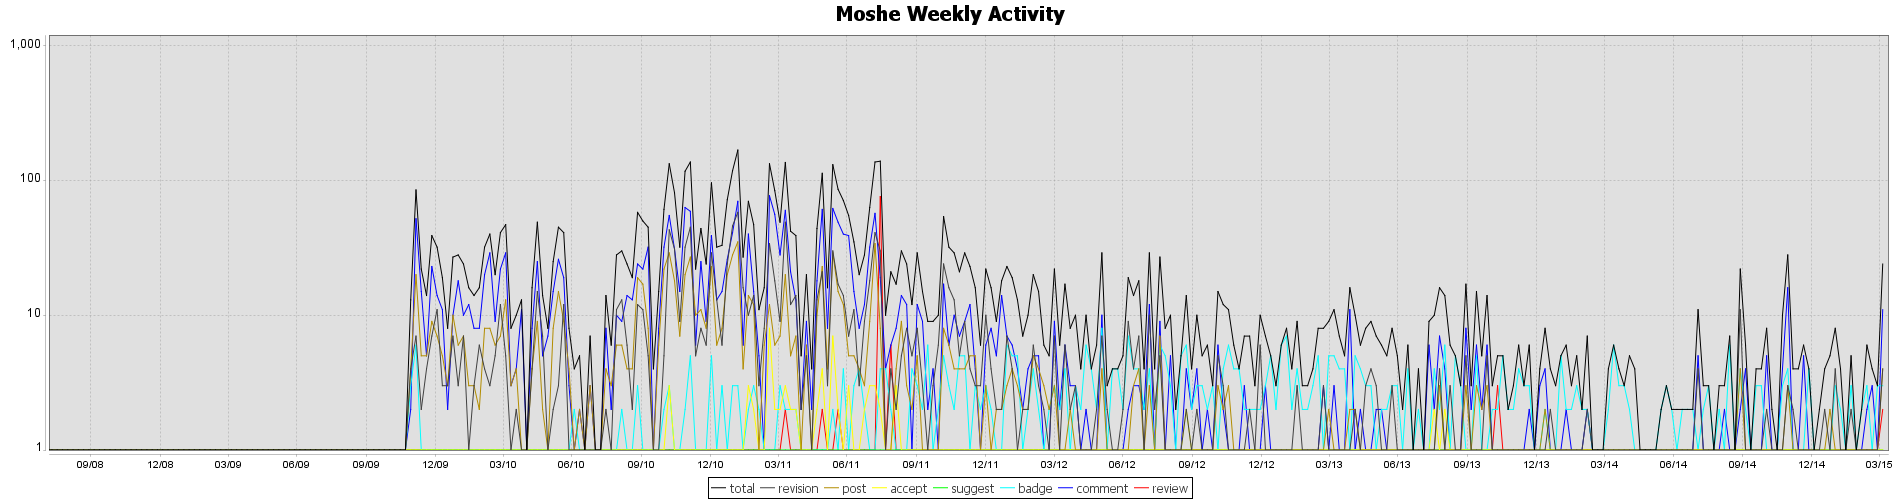 Moshe Weekly Activity
1,000
100
10
1
09/08 12/08 03/09 06/09 09/09 12/09 03/10 06/10 09/10 12/10 03/11 06/11 09/11 12/11 03/12 06/12 09/12 12/12 03/13 06/13 09/13 12/13 03/14 06/14 09/14 12/14 03/15
total revision post accept suggest badge comment review